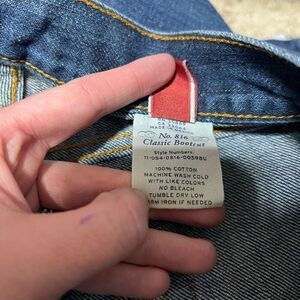 No. 816
Classic Bootcut
Style Number:
100% COTTON
MACHINE WASH COLD
WITH LIKE COLORS
NO BLEACH
TUMBLE DRY LOW
IRON IF NEEDED